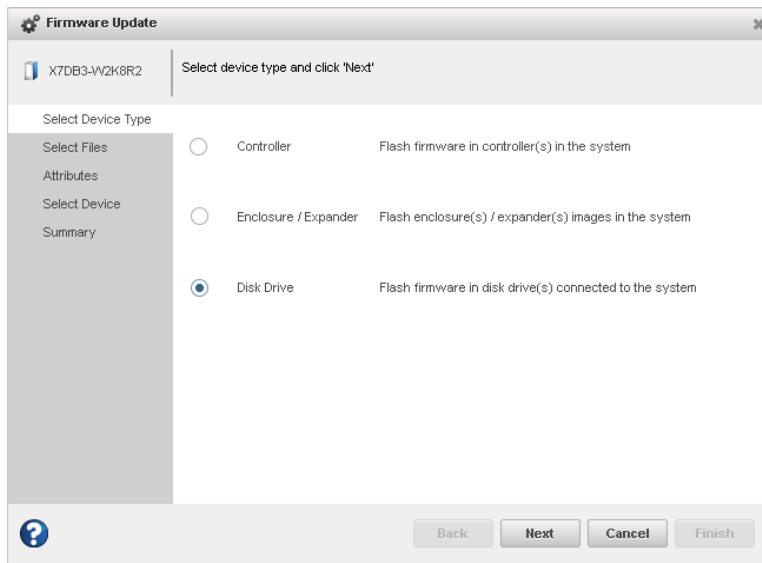 Firmware Update
X7DB3-W2K8R2
Select device type and click 'Next'
Select Device Type
Select Files
Attributes
Select Device
Summary
Controller Flash firmware in controller(s) in the system
Enclosure / Expander Flash enclosure(s) / expander(s) images in the system
Disk Drive Flash firmware in disk drive(s) connected to the system
?
Back Next Cancel Finish